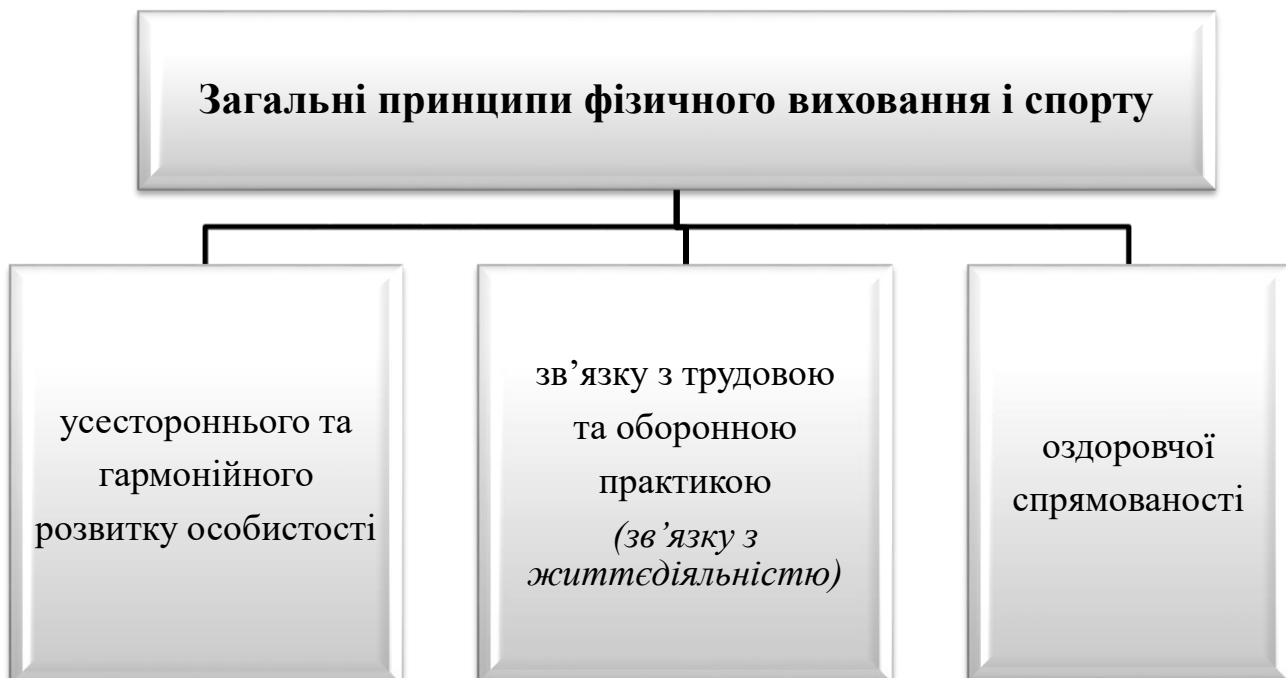 Загальні принципи фізичного виховання і спорту
усестороннього та
гармонійного
розвитку особистості
зв’язку з трудовою
та оборонною
практикою
(зв’язку з
життєдіяльністю)
оздоровчої
спрямованості